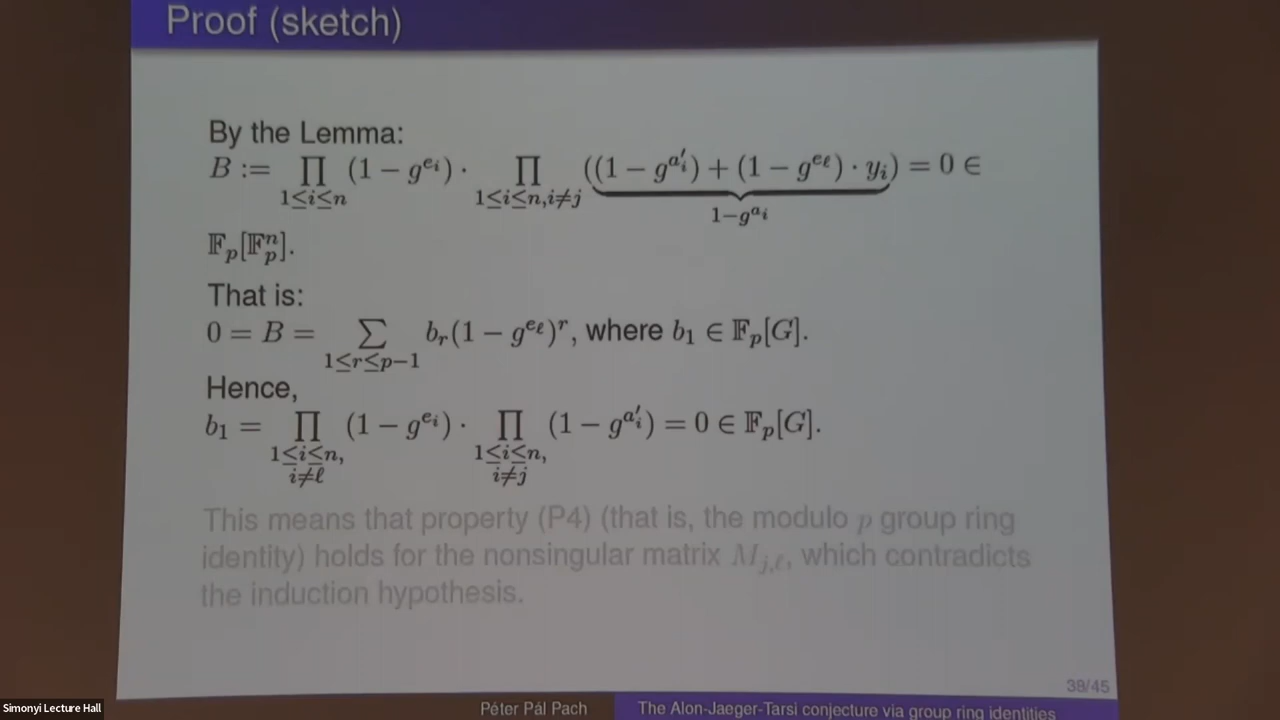 Proof (sketch)
By the Lemma:
B := ∏ (1 − g^{e_i}) · ∏ ((1 − g^{a'_i}) + (1 − g^{e_ℓ}) · y_i) = 0 ∈
1≤i≤n 1≤i≤n,i≠j 1−g^{a_i}
𝔽_p[𝔽_p^n].
That is:
0 = B = ∑ b_r(1 − g^{e_ℓ})^r, where b_1 ∈ 𝔽_p[G].
1≤r≤p−1
Hence,
b_1 = ∏ (1 − g^{e_i}) · ∏ (1 − g^{a'_i}) = 0 ∈ 𝔽_p[G].
1≤i≤n, 1≤i≤n,
i≠ℓ i≠j
This means that property (P4) (that is, the modulo p group ring
identity) holds for the nonsingular matrix M_{j,ℓ}, which contradicts
the induction hypothesis.
38/45
Simonyi Lecture Hall
Péter Pál Pach The Alon-Jaeger-Tarsi conjecture via group ring identities